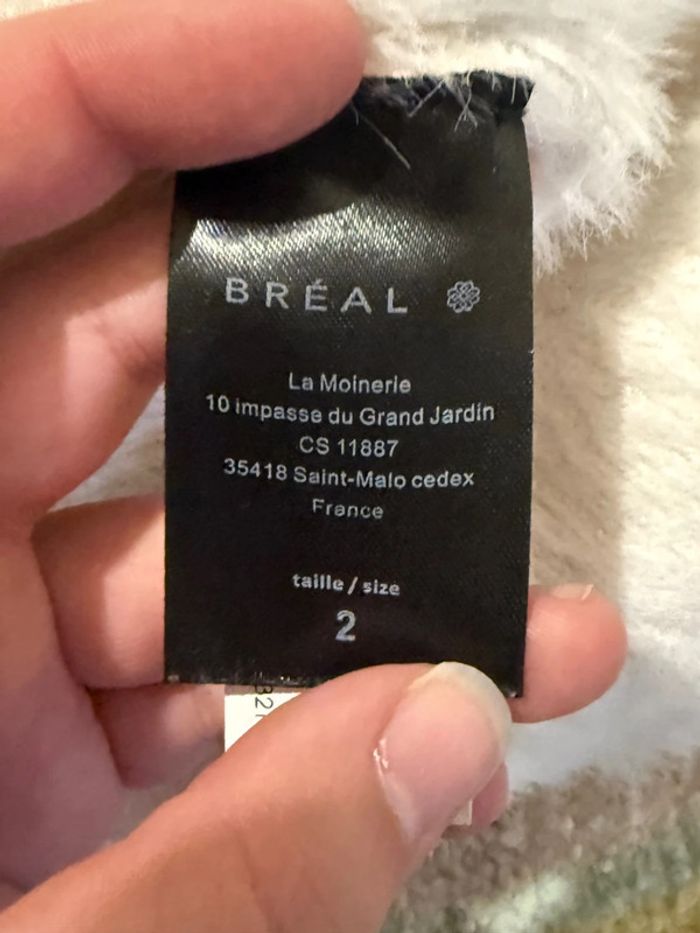 BRÉAL
La Moinerie
10 impasse du Grand Jardin
CS 11887
35418 Saint-Malo cedex
France
taille / size
2